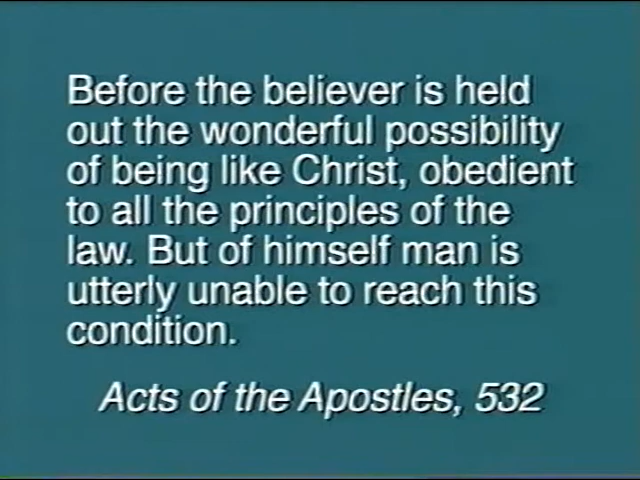 Before the believer is held
out the wonderful possibility
of being like Christ, obedient
to all the principles of the
law. But of himself man is
utterly unable to reach this
condition.
Acts of the Apostles, 532